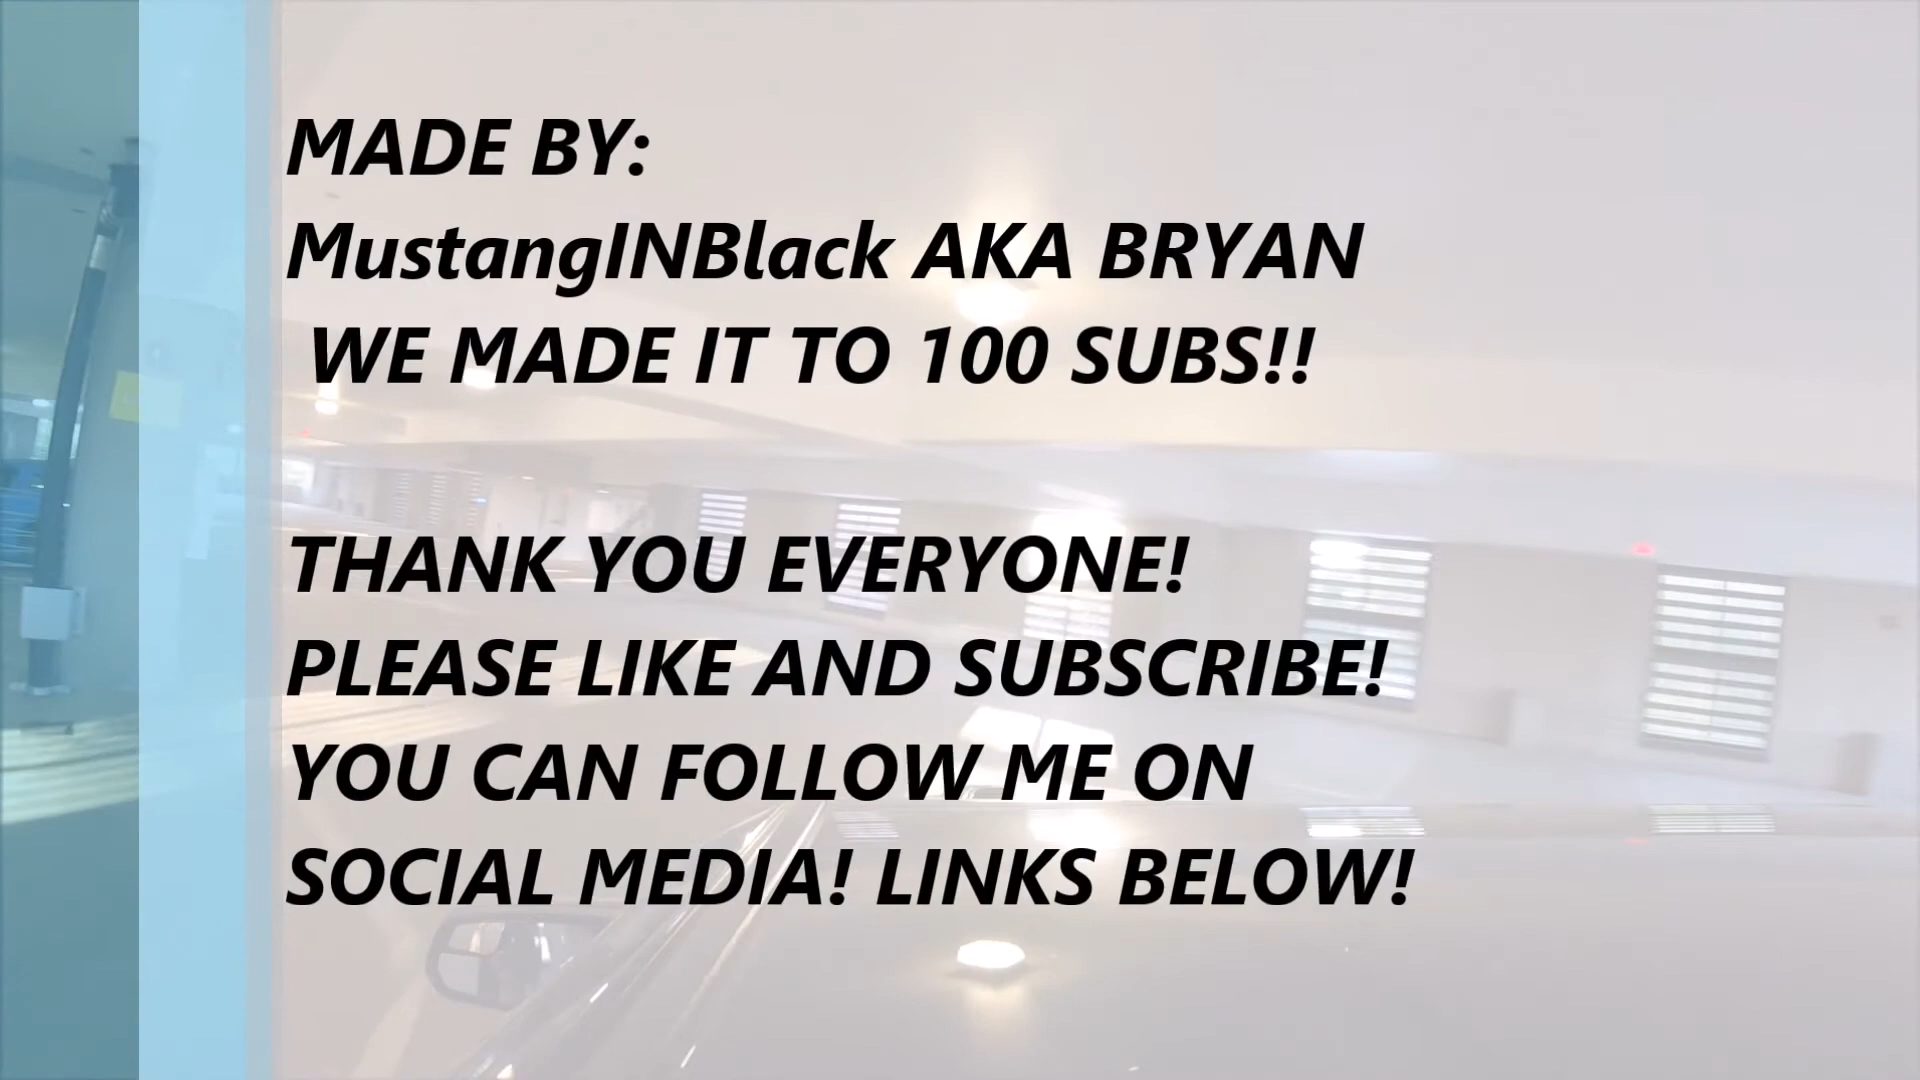 MADE BY:
MustangINBlack AKA BRYAN
WE MADE IT TO 100 SUBS!!
THANK YOU EVERYONE!
PLEASE LIKE AND SUBSCRIBE!
YOU CAN FOLLOW ME ON
SOCIAL MEDIA! LINKS BELOW!